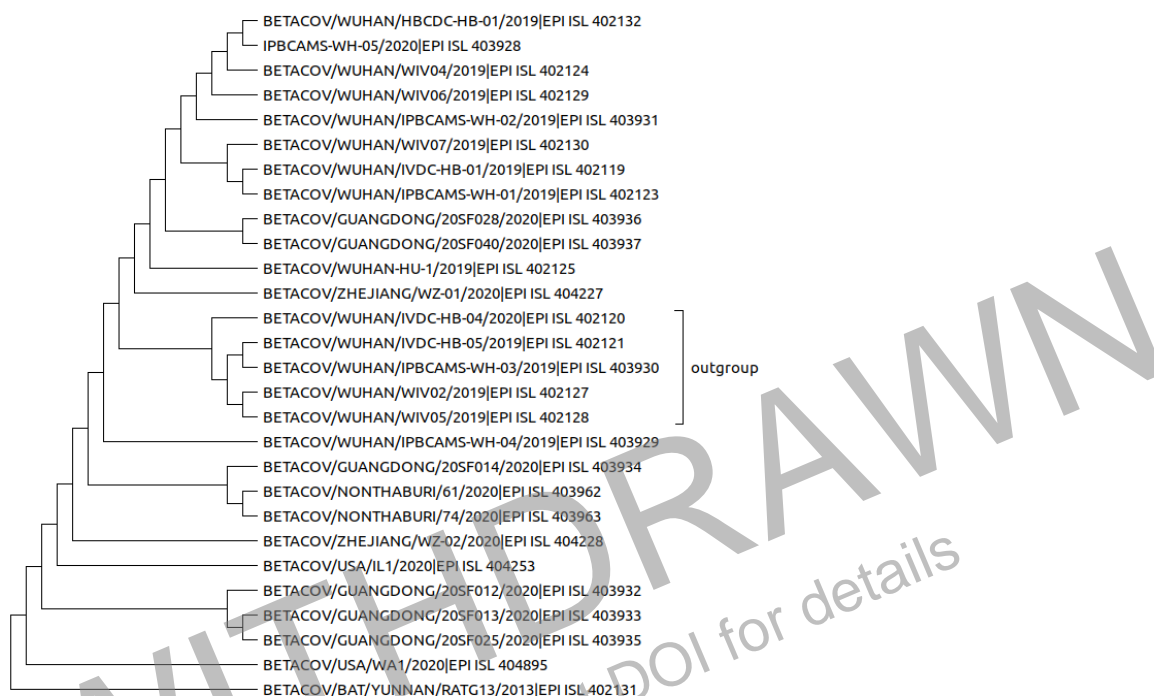 BETACOV/WUHAN/HBCDC-HB-01/2019|EPI ISL 402132
IPBCAMS-WH-05/2020|EPI ISL 403928
BETACOV/WUHAN/WIV04/2019|EPI ISL 402124
BETACOV/WUHAN/WIV06/2019|EPI ISL 402129
BETACOV/WUHAN/IPBCAMS-WH-02/2019|EPI ISL 403931
BETACOV/WUHAN/WIV07/2019|EPI ISL 402130
BETACOV/WUHAN/IVDC-HB-01/2019|EPI ISL 402119
BETACOV/WUHAN/IPBCAMS-WH-01/2019|EPI ISL 402123
BETACOV/GUANGDONG/20SF028/2020|EPI ISL 403936
BETACOV/GUANGDONG/20SF040/2020|EPI ISL 403937
BETACOV/WUHAN-HU-1/2019|EPI ISL 402125
BETACOV/ZHEJIANG/WZ-01/2020|EPI ISL 404227
BETACOV/WUHAN/IVDC-HB-04/2020|EPI ISL 402120
BETACOV/WUHAN/IVDC-HB-05/2019|EPI ISL 402121
BETACOV/WUHAN/IPBCAMS-WH-03/2019|EPI ISL 403930
outgroup
BETACOV/WUHAN/WIV02/2019|EPI ISL 402127
BETACOV/WUHAN/WIV05/2019|EPI ISL 402128
BETACOV/WUHAN/IPBCAMS-WH-04/2019|EPI ISL 403929
BETACOV/GUANGDONG/20SF014/2020|EPI ISL 403934
BETACOV/NONTHABURI/61/2020|EPI ISL 403962
BETACOV/NONTHABURI/74/2020|EPI ISL 403963
BETACOV/ZHEJIANG/WZ-02/2020|EPI ISL 404228
BETACOV/USA/IL1/2020|EPI ISL 404253
BETACOV/GUANGDONG/20SF012/2020|EPI ISL 403932
BETACOV/GUANGDONG/20SF013/2020|EPI ISL 403933
BETACOV/GUANGDONG/20SF025/2020|EPI ISL 403935
BETACOV/USA/WA1/2020|EPI ISL 404895
BETACOV/BAT/YUNNAN/RATG13/2013|EPI ISL 402131
WITHDRAWN
DOI for details